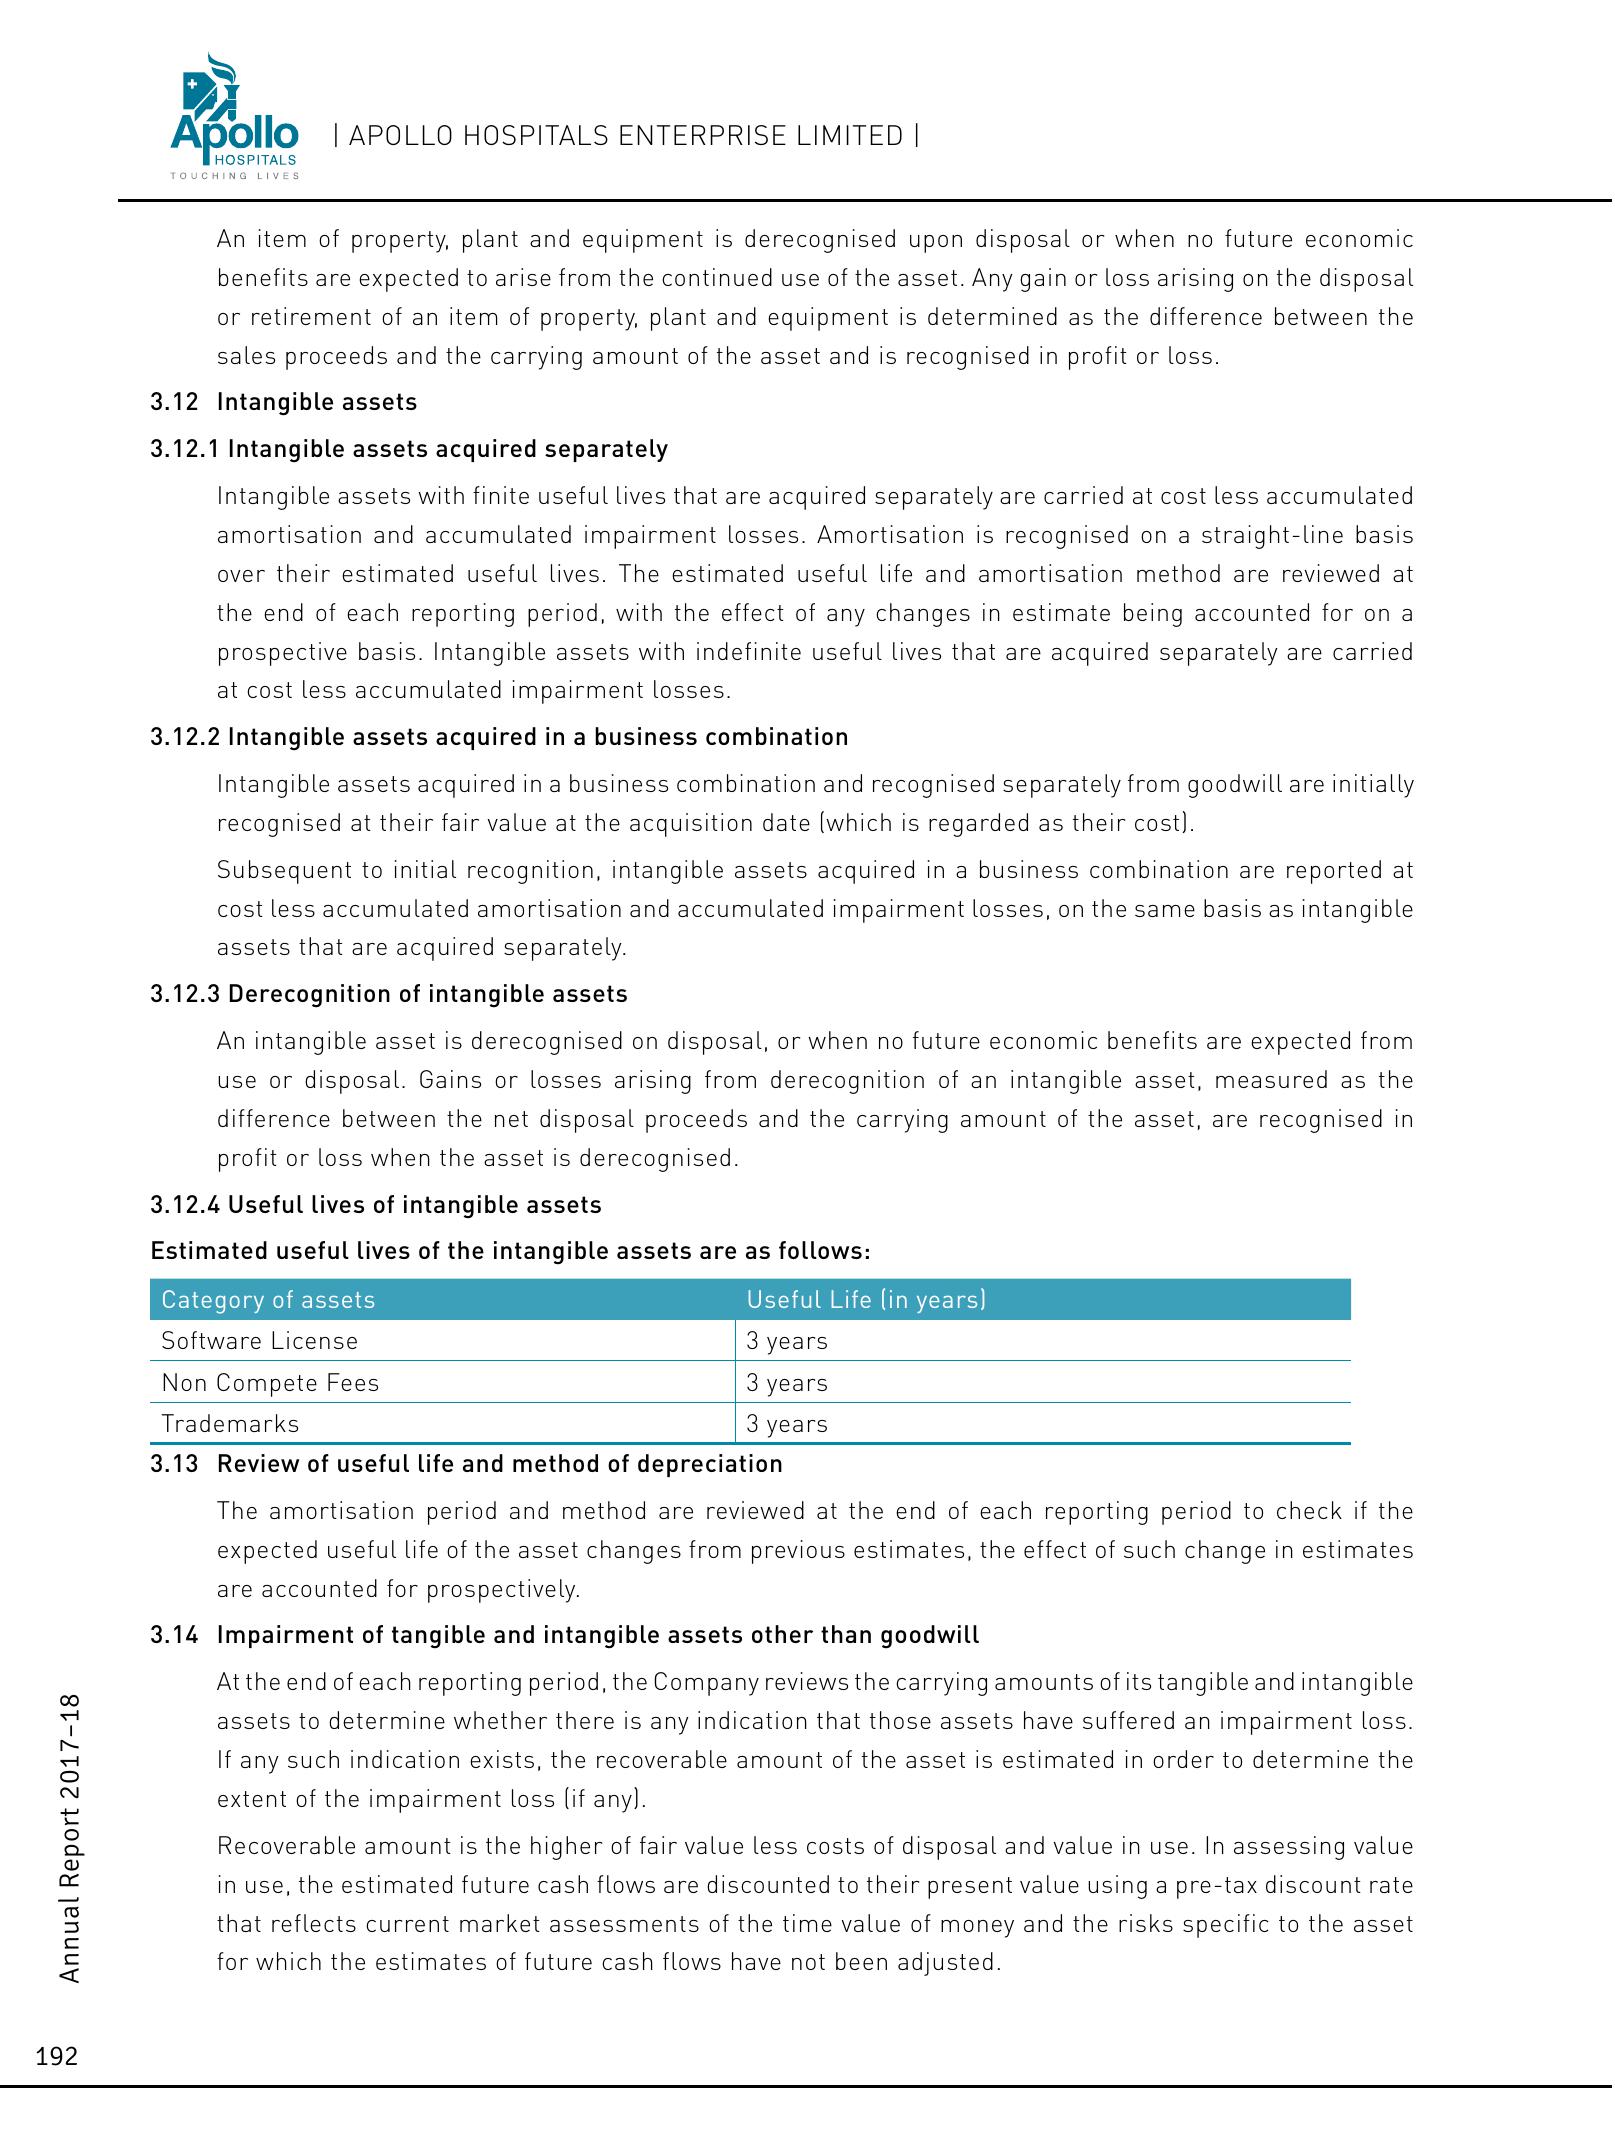 Apollo
HOSPITALS
TOUCHING LIVES
| APOLLO HOSPITALS ENTERPRISE LIMITED |
An item of property, plant and equipment is derecognised upon disposal or when no future economic
benefits are expected to arise from the continued use of the asset. Any gain or loss arising on the disposal
or retirement of an item of property, plant and equipment is determined as the difference between the
sales proceeds and the carrying amount of the asset and is recognised in profit or loss.
3.12 Intangible assets
3.12.1 Intangible assets acquired separately
Intangible assets with finite useful lives that are acquired separately are carried at cost less accumulated
amortisation and accumulated impairment losses. Amortisation is recognised on a straight-line basis
over their estimated useful lives. The estimated useful life and amortisation method are reviewed at
the end of each reporting period, with the effect of any changes in estimate being accounted for on a
prospective basis. Intangible assets with indefinite useful lives that are acquired separately are carried
at cost less accumulated impairment losses.
3.12.2 Intangible assets acquired in a business combination
Intangible assets acquired in a business combination and recognised separately from goodwill are initially
recognised at their fair value at the acquisition date (which is regarded as their cost).
Subsequent to initial recognition, intangible assets acquired in a business combination are reported at
cost less accumulated amortisation and accumulated impairment losses, on the same basis as intangible
assets that are acquired separately.
3.12.3 Derecognition of intangible assets
An intangible asset is derecognised on disposal, or when no future economic benefits are expected from
use or disposal. Gains or losses arising from derecognition of an intangible asset, measured as the
difference between the net disposal proceeds and the carrying amount of the asset, are recognised in
profit or loss when the asset is derecognised.
3.12.4 Useful lives of intangible assets
Estimated useful lives of the intangible assets are as follows:
Category of assets Useful Life (in years)
Software License 3 years
Non Compete Fees 3 years
Trademarks 3 years
3.13 Review of useful life and method of depreciation
The amortisation period and method are reviewed at the end of each reporting period to check if the
expected useful life of the asset changes from previous estimates, the effect of such change in estimates
are accounted for prospectively.
3.14 Impairment of tangible and intangible assets other than goodwill
At the end of each reporting period, the Company reviews the carrying amounts of its tangible and intangible
assets to determine whether there is any indication that those assets have suffered an impairment loss.
If any such indication exists, the recoverable amount of the asset is estimated in order to determine the
extent of the impairment loss (if any).
Recoverable amount is the higher of fair value less costs of disposal and value in use. In assessing value
in use, the estimated future cash flows are discounted to their present value using a pre-tax discount rate
that reflects current market assessments of the time value of money and the risks specific to the asset
for which the estimates of future cash flows have not been adjusted.
Annual Report 2017–18
192